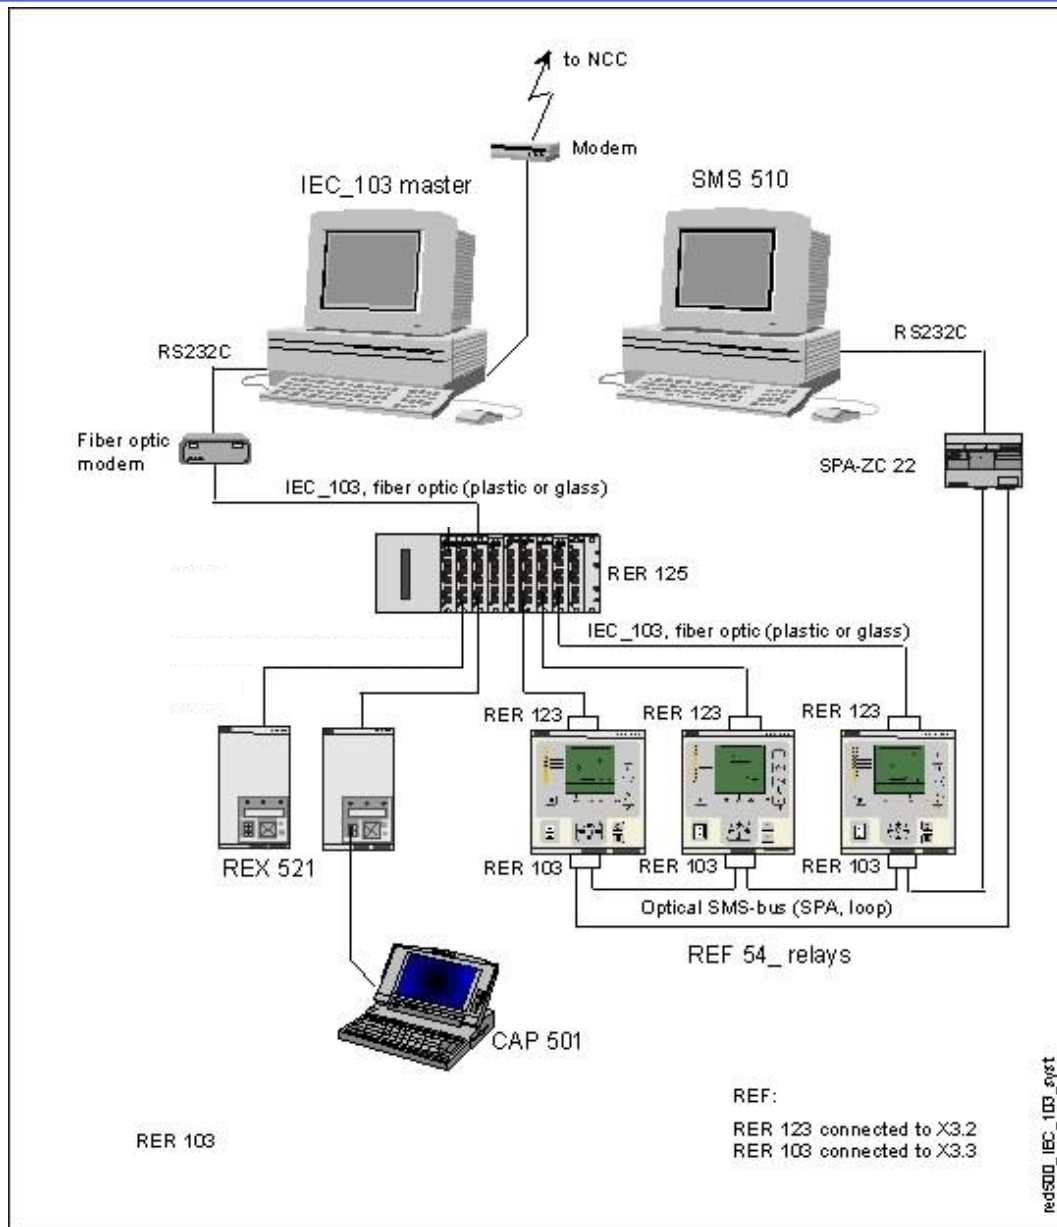 to NCC
Modem
IEC_103 master
SMS 510
RS232C
RS232C
Fiber optic
modem
SPA-ZC 22
IEC_103, fiber optic (plastic or glass)
RER 125
IEC_103, fiber optic (plastic or glass)
RER 123
RER 123
RER 123
REX 521
RER 103
RER 103
RER 103
Optical SMS-bus (SPA, loop)
REF 54_ relays
CAP 501
REF:
RER 123 connected to X3.2
RER 103 connected to X3.3
RER 103
red500_IEC_103_syst